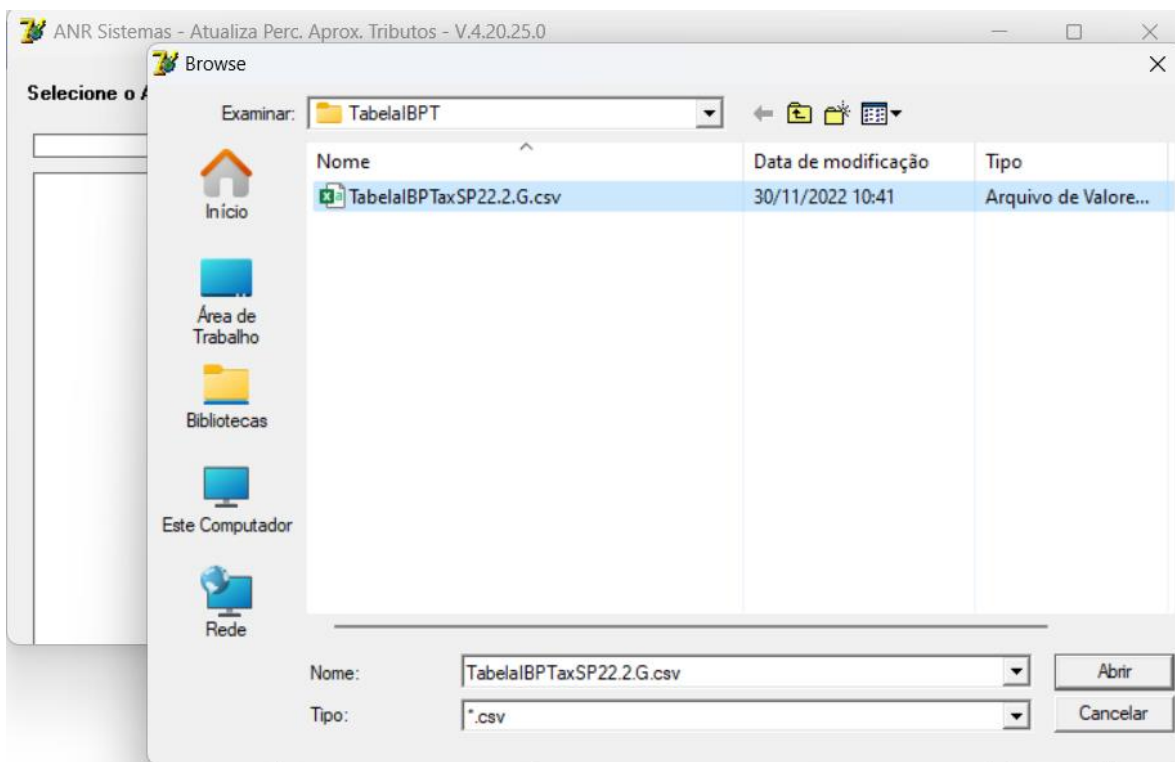 ANR Sistemas - Atualiza Perc. Aprox. Tributos - V.4.20.25.0
Browse
Selecione o
Examinar: TabelaIBPT
Nome Data de modificação Tipo
TabelaIBPTaxSP22.2.G.csv 30/11/2022 10:41 Arquivo de Valore...
Início
Área de
Trabalho
Bibliotecas
Este Computador
Rede
Nome: TabelaIBPTaxSP22.2.G.csv Abrir
Tipo: *.csv Cancelar